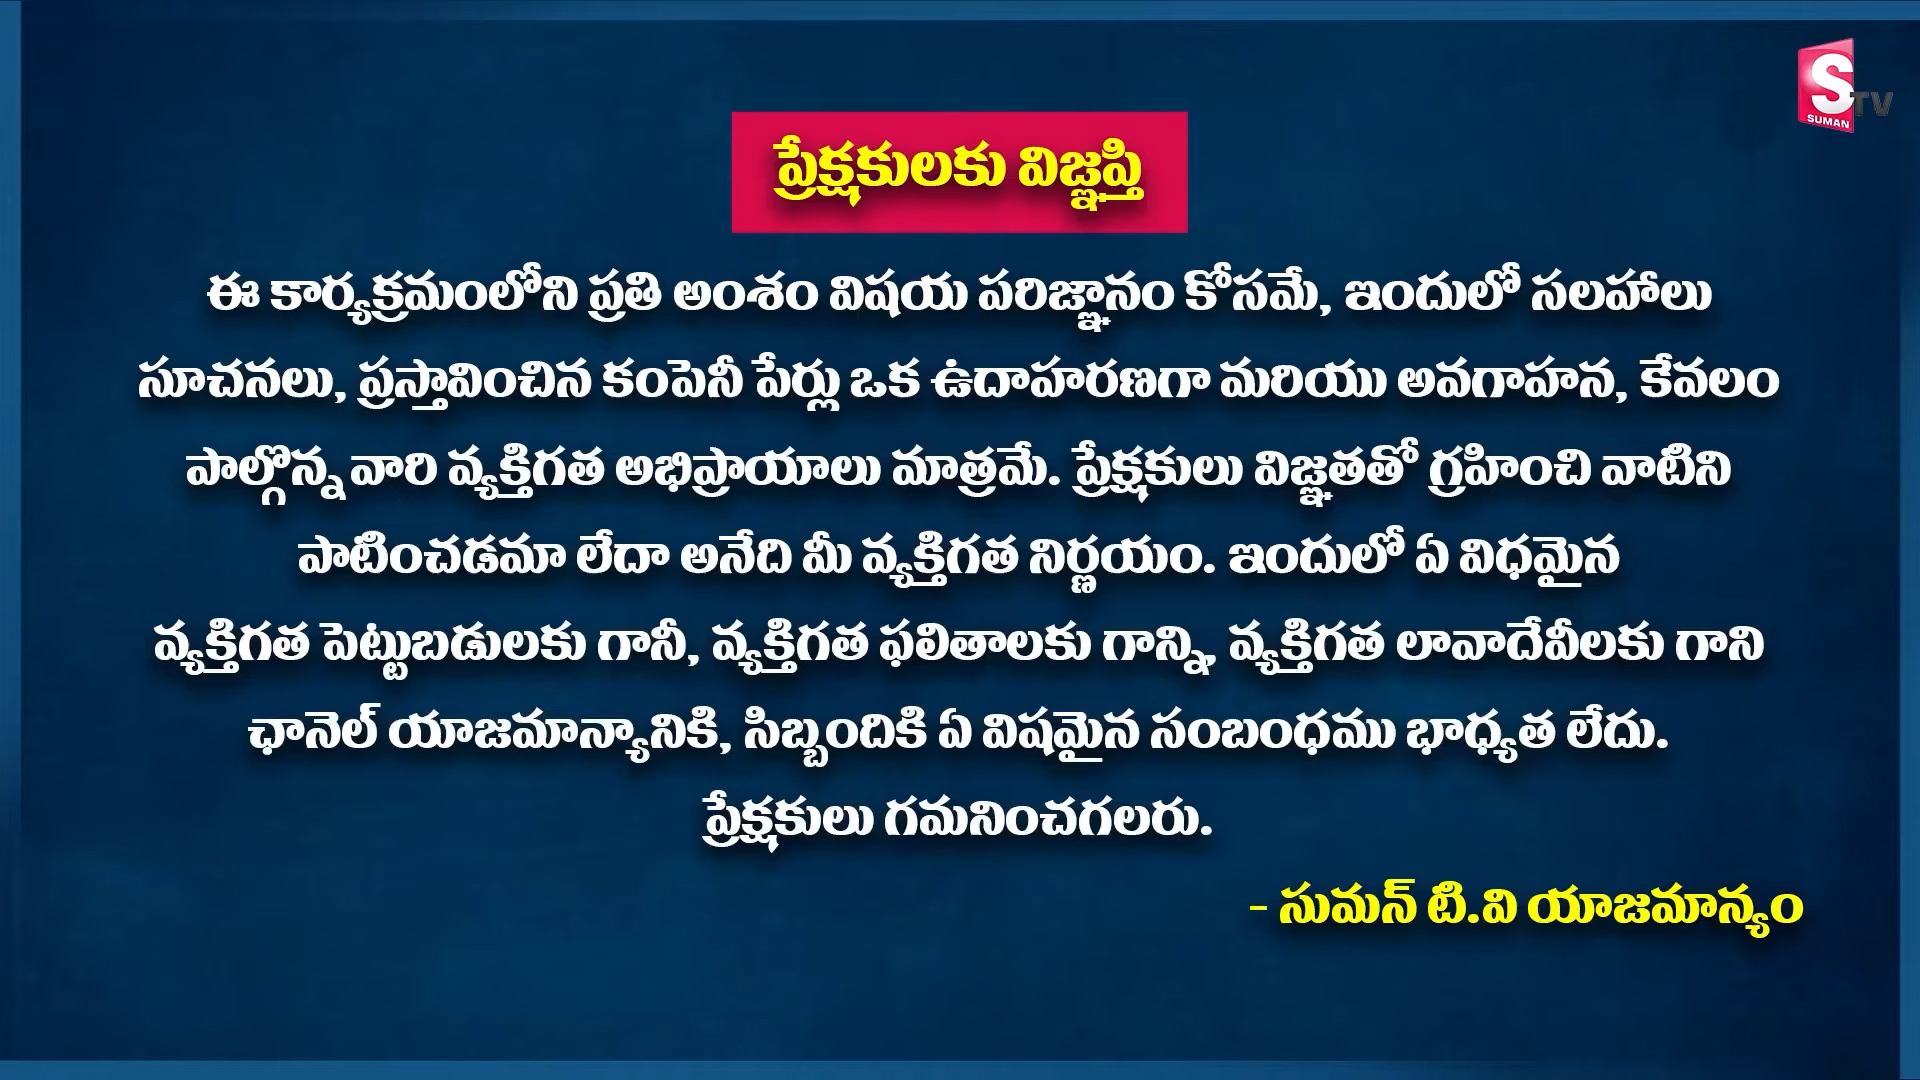 S
SUMAN
TV
ప్రేక్షకులకు విజ్ఞప్తి
ఈ కార్యక్రమంలోని ప్రతి అంశం విషయ పరిజ్ఞానం కోసమే, ఇందులో సలహాలు
సూచనలు, ప్రస్తావించిన కంపెనీ పేర్లు ఒక ఉదాహరణగా మరియు అవగాహన, కేవలం
పాల్గొన్న వారి వ్యక్తిగత అభిప్రాయాలు మాత్రమే. ప్రేక్షకులు విజ్ఞతతో గ్రహించి వాటిని
పాటించడమా లేదా అనేది మీ వ్యక్తిగత నిర్ణయం. ఇందులో ఏ విధమైన
వ్యక్తిగత పెట్టుబడులకు గానీ, వ్యక్తిగత ఫలితాలకు గాన్ని, వ్యక్తిగత లావాదేవీలకు గాని
ఛానెల్ యాజమాన్యానికి, సిబ్బందికి ఏ విషమైన సంబంధము భాధ్యత లేదు.
ప్రేక్షకులు గమనించగలరు.
- సుమన్ టి.వి యాజమాన్యం